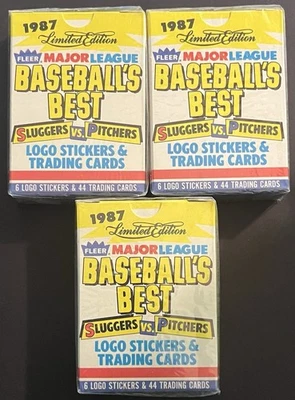 1987
Limited Edition
FLEER MAJOR LEAGUE
BASEBALL'S
BEST
SLUGGERS VS. PITCHERS
LOGO STICKERS &
TRADING CARDS
6 LOGO STICKERS & 44 TRADING CARDS
1987
Limited Edition
FLEER MAJOR LEAGUE
BASEBALL'S
BEST
SLUGGERS VS. PITCHERS
LOGO STICKERS &
TRADING CARDS
6 LOGO STICKERS & 44 TRADING CARDS
1987
Limited Edition
FLEER MAJOR LEAGUE
BASEBALL'S
BEST
SLUGGERS VS. PITCHERS
LOGO STICKERS
& TRADING CARDS
6 LOGO STICKERS & 44 TRADING CARDS